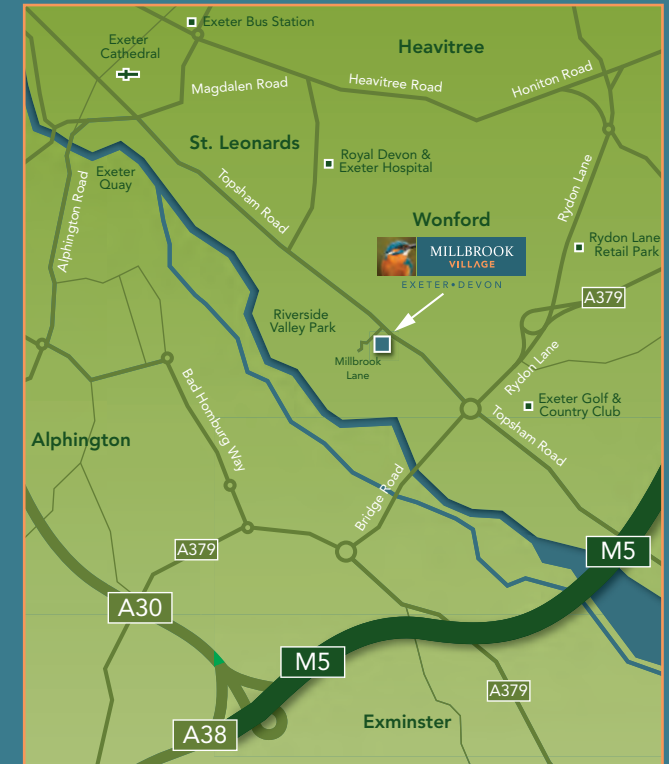 Exeter Bus Station
Exeter
Cathedral
Heavitree
Magdalen Road
Heavitree Road
Honiton Road
St. Leonards
Royal Devon &
Exeter Hospital
Exeter
Quay
Alphington Road
Topsham Road
Rydon Lane
Wonford
MILLBROOK
VILLAGE
EXETER•DEVON
Rydon Lane
Retail Park
A379
Riverside
Valley Park
Millbrook
Lane
Rydon Lane
Bad Homburg Way
Exeter Golf &
Country Club
Topsham Road
Alphington
Bridge Road
A379
M5
A30
M5
A379
A38
Exminster